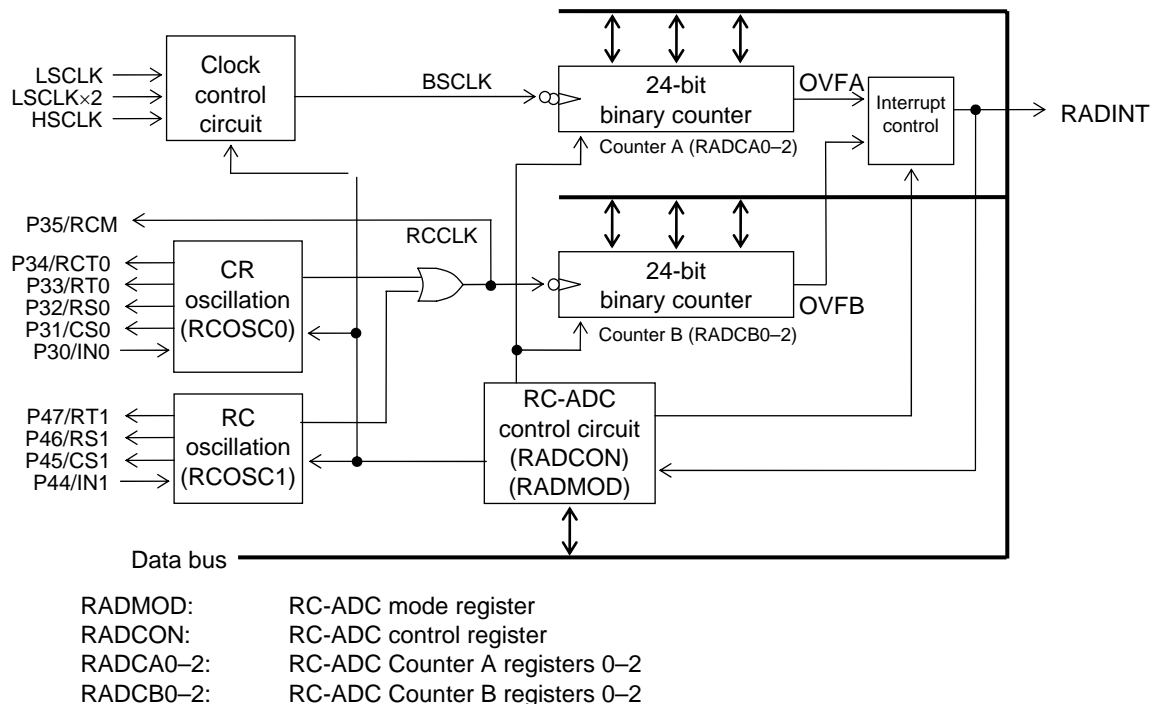 LSCLK
LSCLK×2
HSCLK
Clock
control
circuit
BSCLK
24-bit
binary counter
Counter A (RADCA0–2)
OVFA
Interrupt
control
RADINT
P35/RCM
P34/RCT0
P33/RT0
P32/RS0
P31/CS0
P30/IN0
CR
oscillation
(RCOSC0)
RCCLK
24-bit
binary counter
Counter B (RADCB0–2)
OVFB
P47/RT1
P46/RS1
P45/CS1
P44/IN1
RC
oscillation
(RCOSC1)
RC-ADC
control circuit
(RADCON)
(RADMOD)
Data bus
RADMOD: RC-ADC mode register
RADCON: RC-ADC control register
RADCA0–2: RC-ADC Counter A registers 0–2
RADCB0–2: RC-ADC Counter B registers 0–2